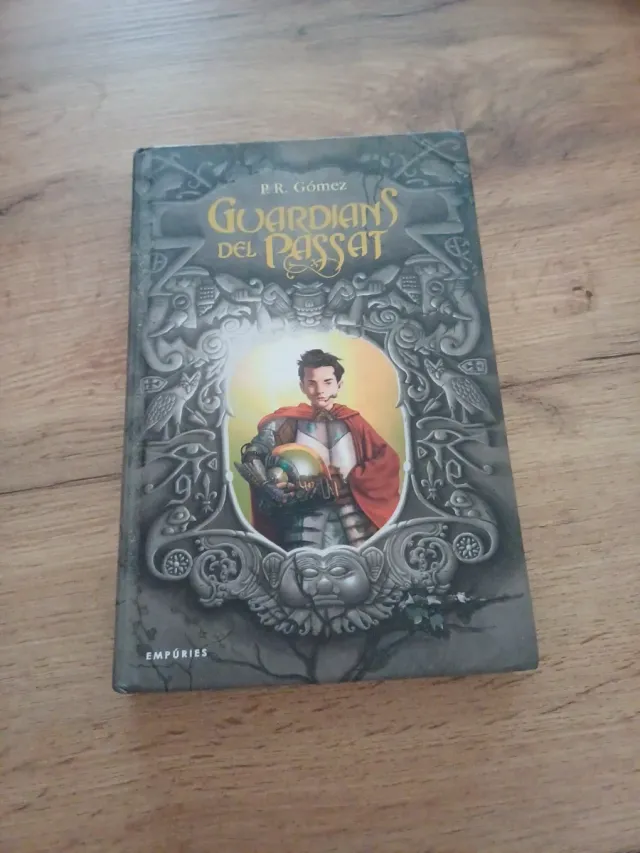 P. R. Gómez
GUARDIANS
DEL PASSAT
EMPÚRIES